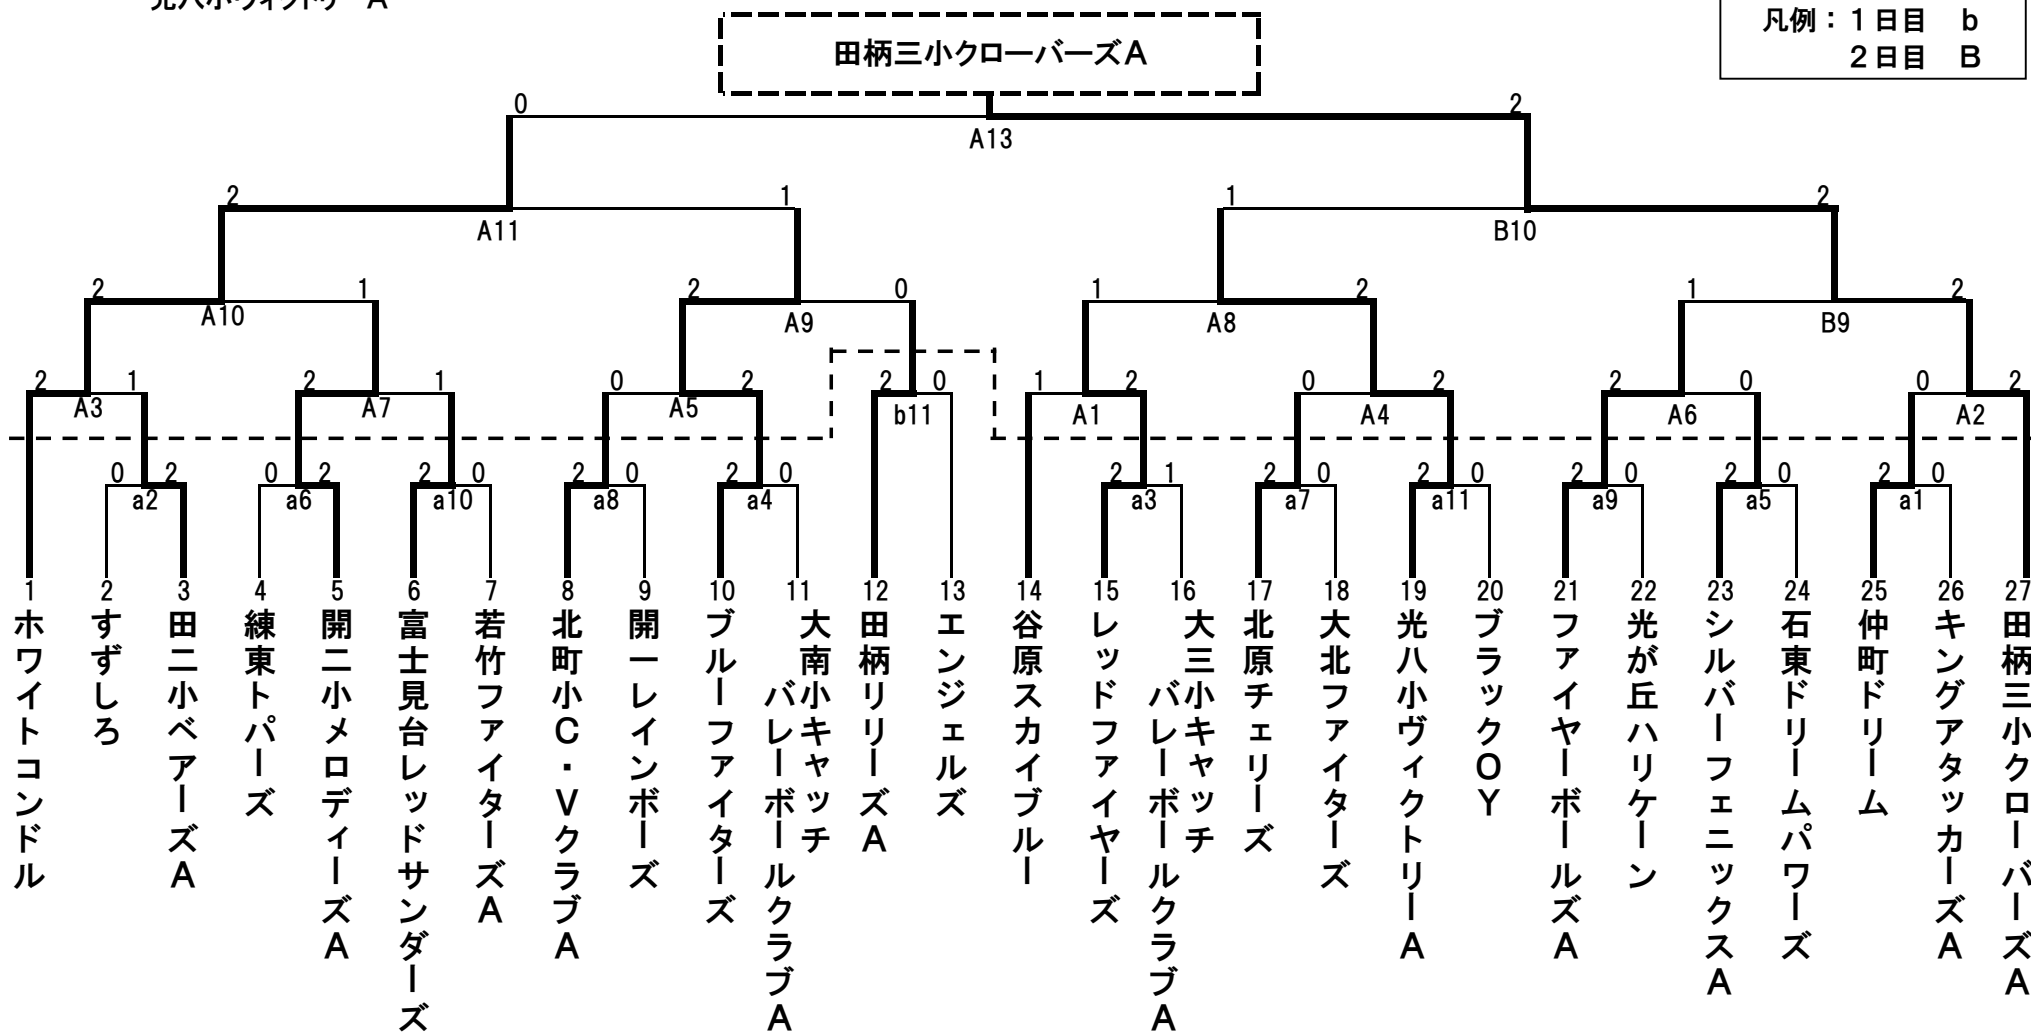 光八小ヴィクトリーA
凡例：1日目 b
2日目 B
田柄三小クローバーズA
0 2
A13
2 1 1 2
A11 B10
2 1 2 0 1 2 1 2
A10 A9 A8 B9
2 1 2 1 0 2 2 0 1 2 0 2 2 0 0 2
A3 A7 A5 b11 A1 A4 A6 A2
0 2 0 2 2 0 2 0 2 0 2 1 2 0 2 0 2 0 2 0 2 0
a2 a6 a10 a8 a4 a3 a7 a11 a9 a5 a1
1 ホワイトコンドル
2 すずしろ
3 田二小ベアーズA
4 練東トパーズ
5 開二小メロディーズA
6 富士見台レッドサンダーズ
7 若竹ファイターズA
8 北町小C・VクラブA
9 開一レインボーズ
10 ブルーファイターズ
11 大南小キャッチ
バレーボールクラブA
12 田柄リリーズA
13 エンジェルズ
14 谷原スカイブルー
15 レッドファイヤーズ
16 大三小キャッチ
バレーボールクラブA
17 北原チェリーズ
18 大北ファイターズ
19 光八小ヴィクトリーA
20 ブラックOY
21 ファイヤーボールズA
22 光が丘ハリケーン
23 シルバーフェニックスA
24 石東ドリームパワーズ
25 仲町ドリーム
26 キングアタッカーズA
27 田柄三小クローバーズA